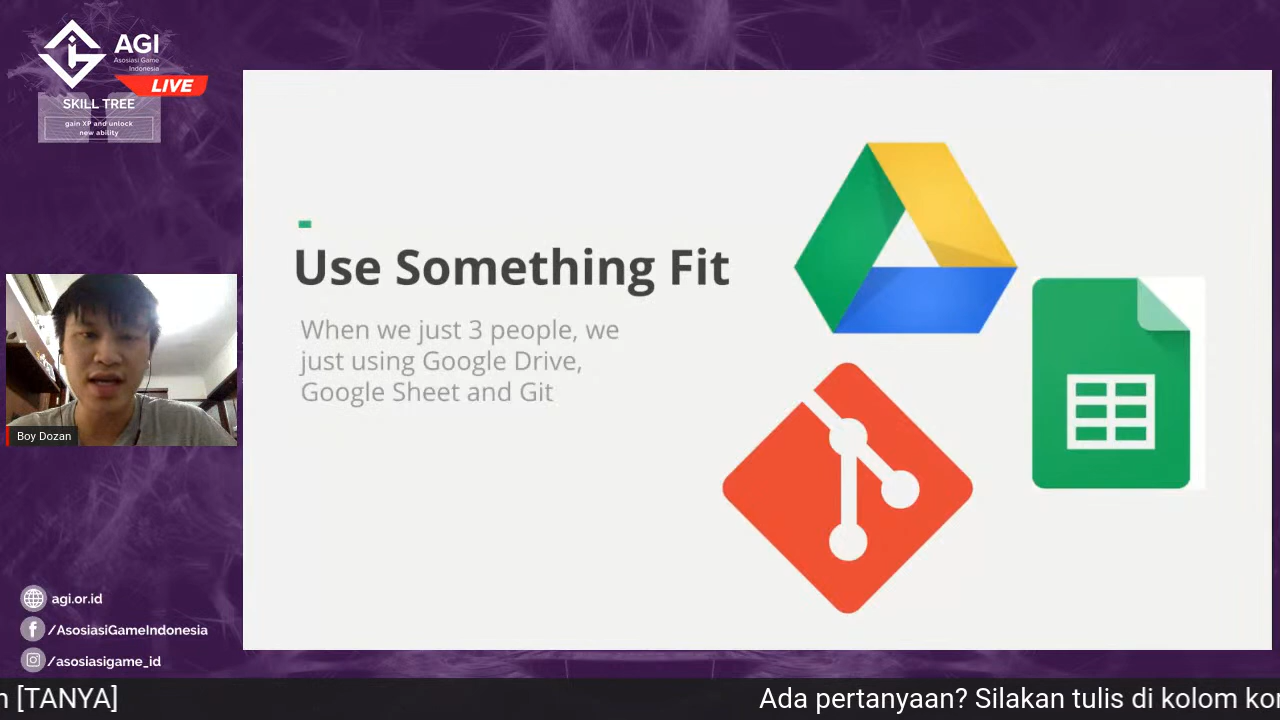 AGI
Asosiasi Game
Indonesia
LIVE
SKILL TREE
gain XP and unlock
new ability
Use Something Fit
When we just 3 people, we
just using Google Drive,
Google Sheet and Git
Boy Dozan
agi.or.id
/AsosiasiGameIndonesia
/asosiasigame_id
n [TANYA]
Ada pertanyaan? Silakan tulis di kolom kor